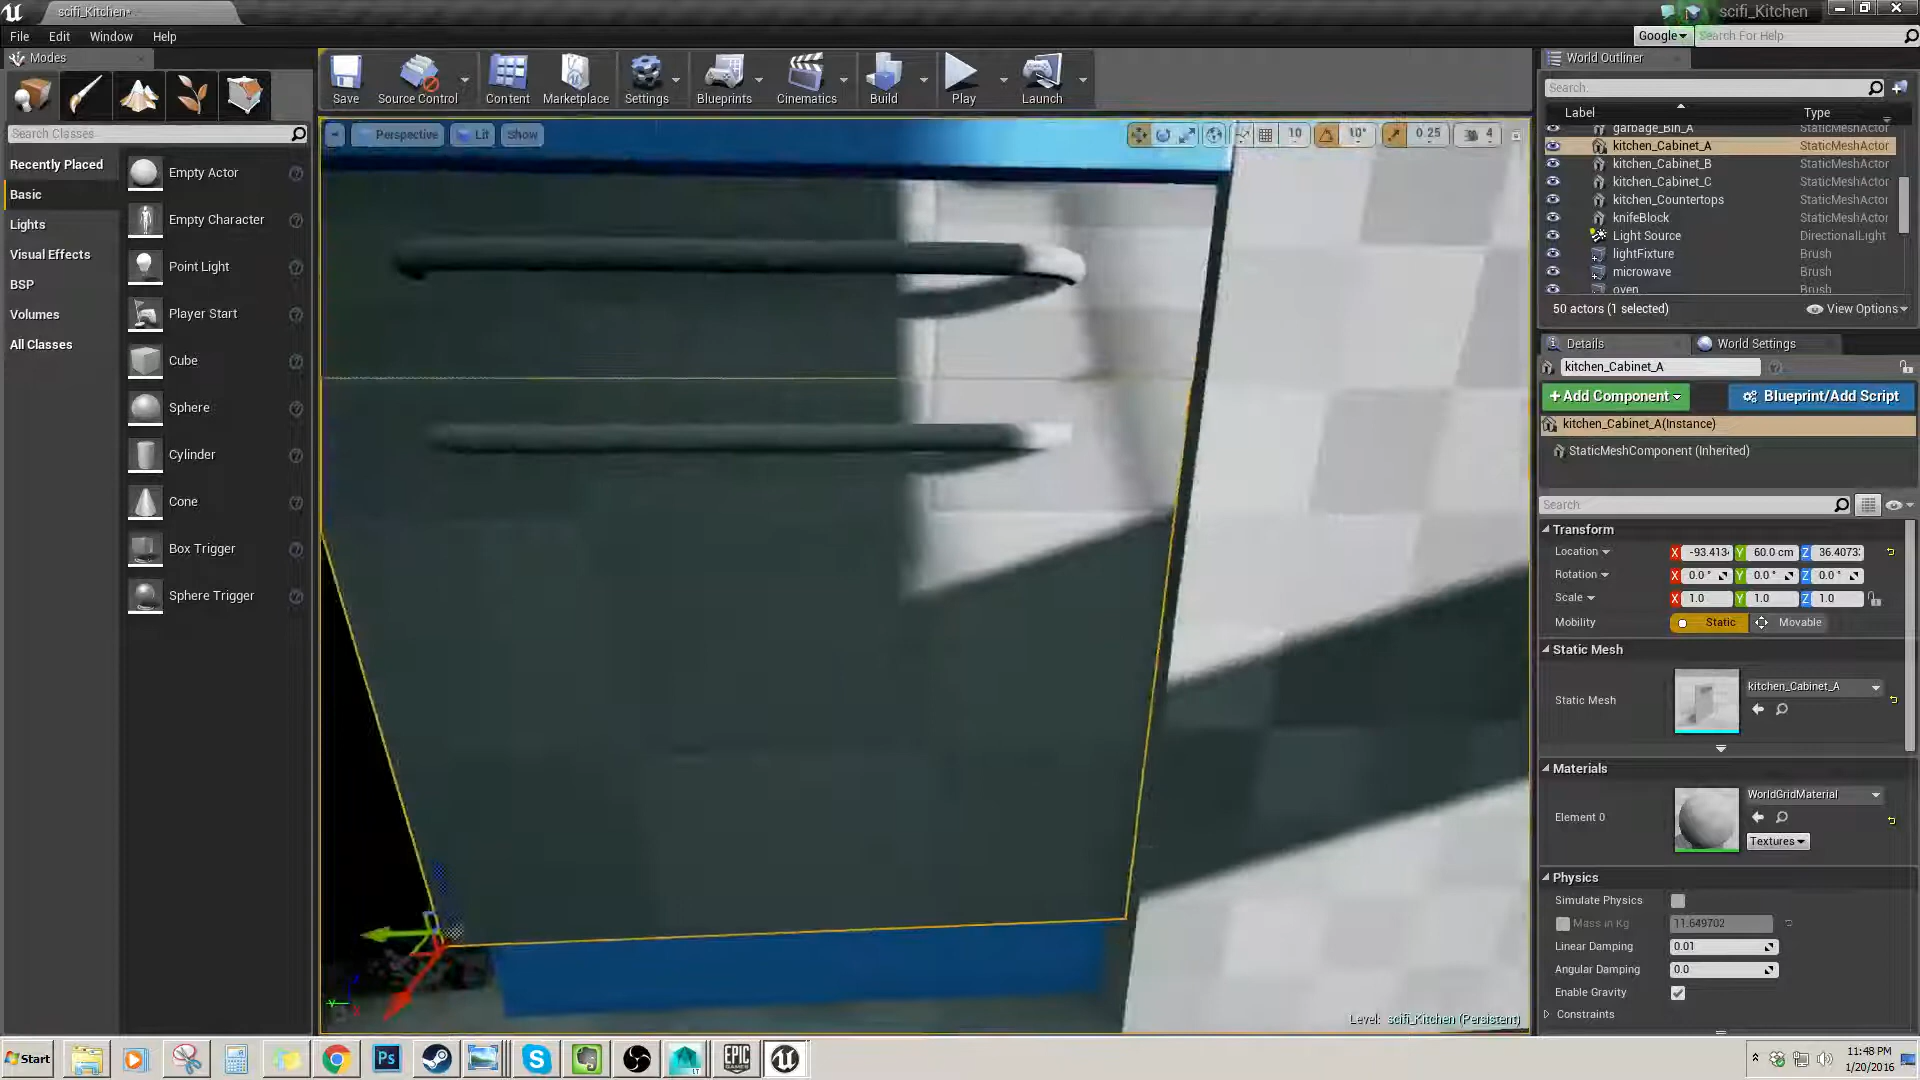 scifi_Kitchen*
scifi_Kitchen
File Edit Window Help
Google Search For Help
Modes
Search Classes
Recently Placed
Basic
Lights
Visual Effects
BSP
Volumes
All Classes
Empty Actor
Empty Character
Point Light
Player Start
Cube
Sphere
Cylinder
Cone
Box Trigger
Sphere Trigger
Save Source Control Content Marketplace Settings Blueprints Cinematics Build Play Launch
Perspective Lit Show
10 10° 0.25 4
Level: scifi_Kitchen (Persistent)
World Outliner
Search:
Label Type
garbage_Bin_A StaticMeshActor
kitchen_Cabinet_A StaticMeshActor
kitchen_Cabinet_B StaticMeshActor
kitchen_Cabinet_C StaticMeshActor
kitchen_Countertops StaticMeshActor
knifeBlock StaticMeshActor
Light Source DirectionalLight
lightFixture Brush
microwave Brush
oven Brush
50 actors (1 selected) View Options
Details World Settings
kitchen_Cabinet_A
+Add Component Blueprint/Add Script
kitchen_Cabinet_A(Instance)
StaticMeshComponent (Inherited)
Search
Transform
Location X -93.413 Y 60.0 cm Z 36.4073
Rotation X 0.0 ° Y 0.0 ° Z 0.0 °
Scale X 1.0 Y 1.0 Z 1.0
Mobility Static Movable
Static Mesh
Static Mesh kitchen_Cabinet_A
Materials
Element 0 WorldGridMaterial
Textures
Physics
Simulate Physics
Mass in Kg 11.649702
Linear Damping 0.01
Angular Damping 0.0
Enable Gravity
Constraints
Start
Ps
LT
EPIC GAMES
11:48 PM
1/20/2016